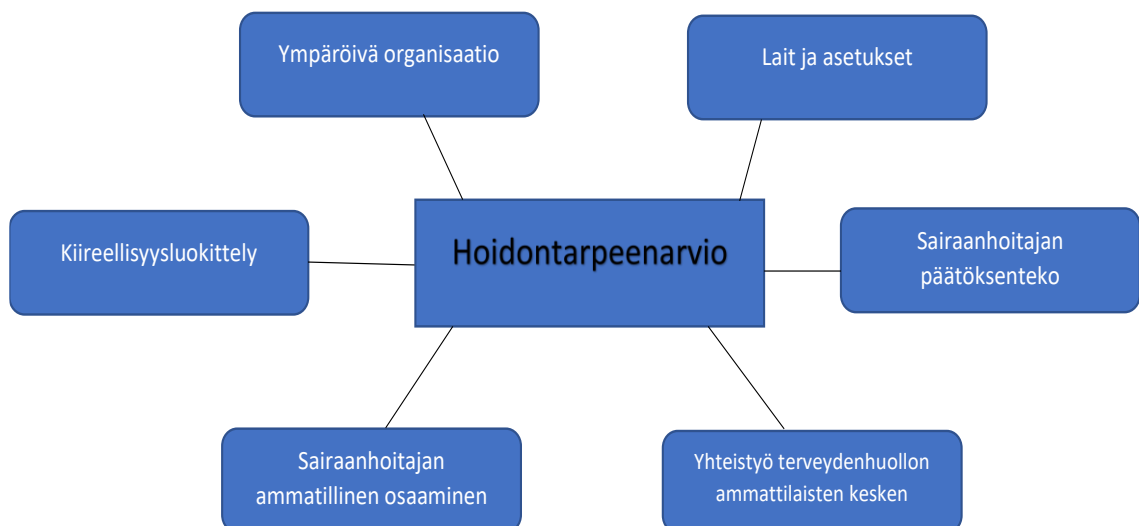 Ympäröivä organisaatio
Lait ja asetukset
Kiireellisyysluokittely
Hoidontarpeenarvio
Sairaanhoitajan
päätöksenteko
Sairaanhoitajan
ammatillinen osaaminen
Yhteistyö terveydenhuollon
ammattilaisten kesken